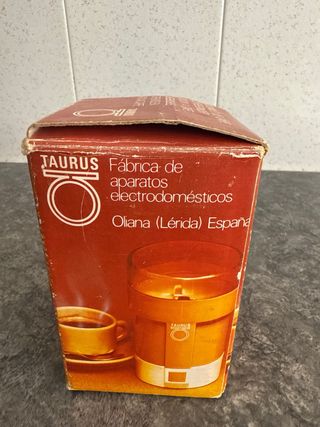 TAURUS
Fábrica de
aparatos
electrodomésticos
Oliana (Lérida) España
TAURUS